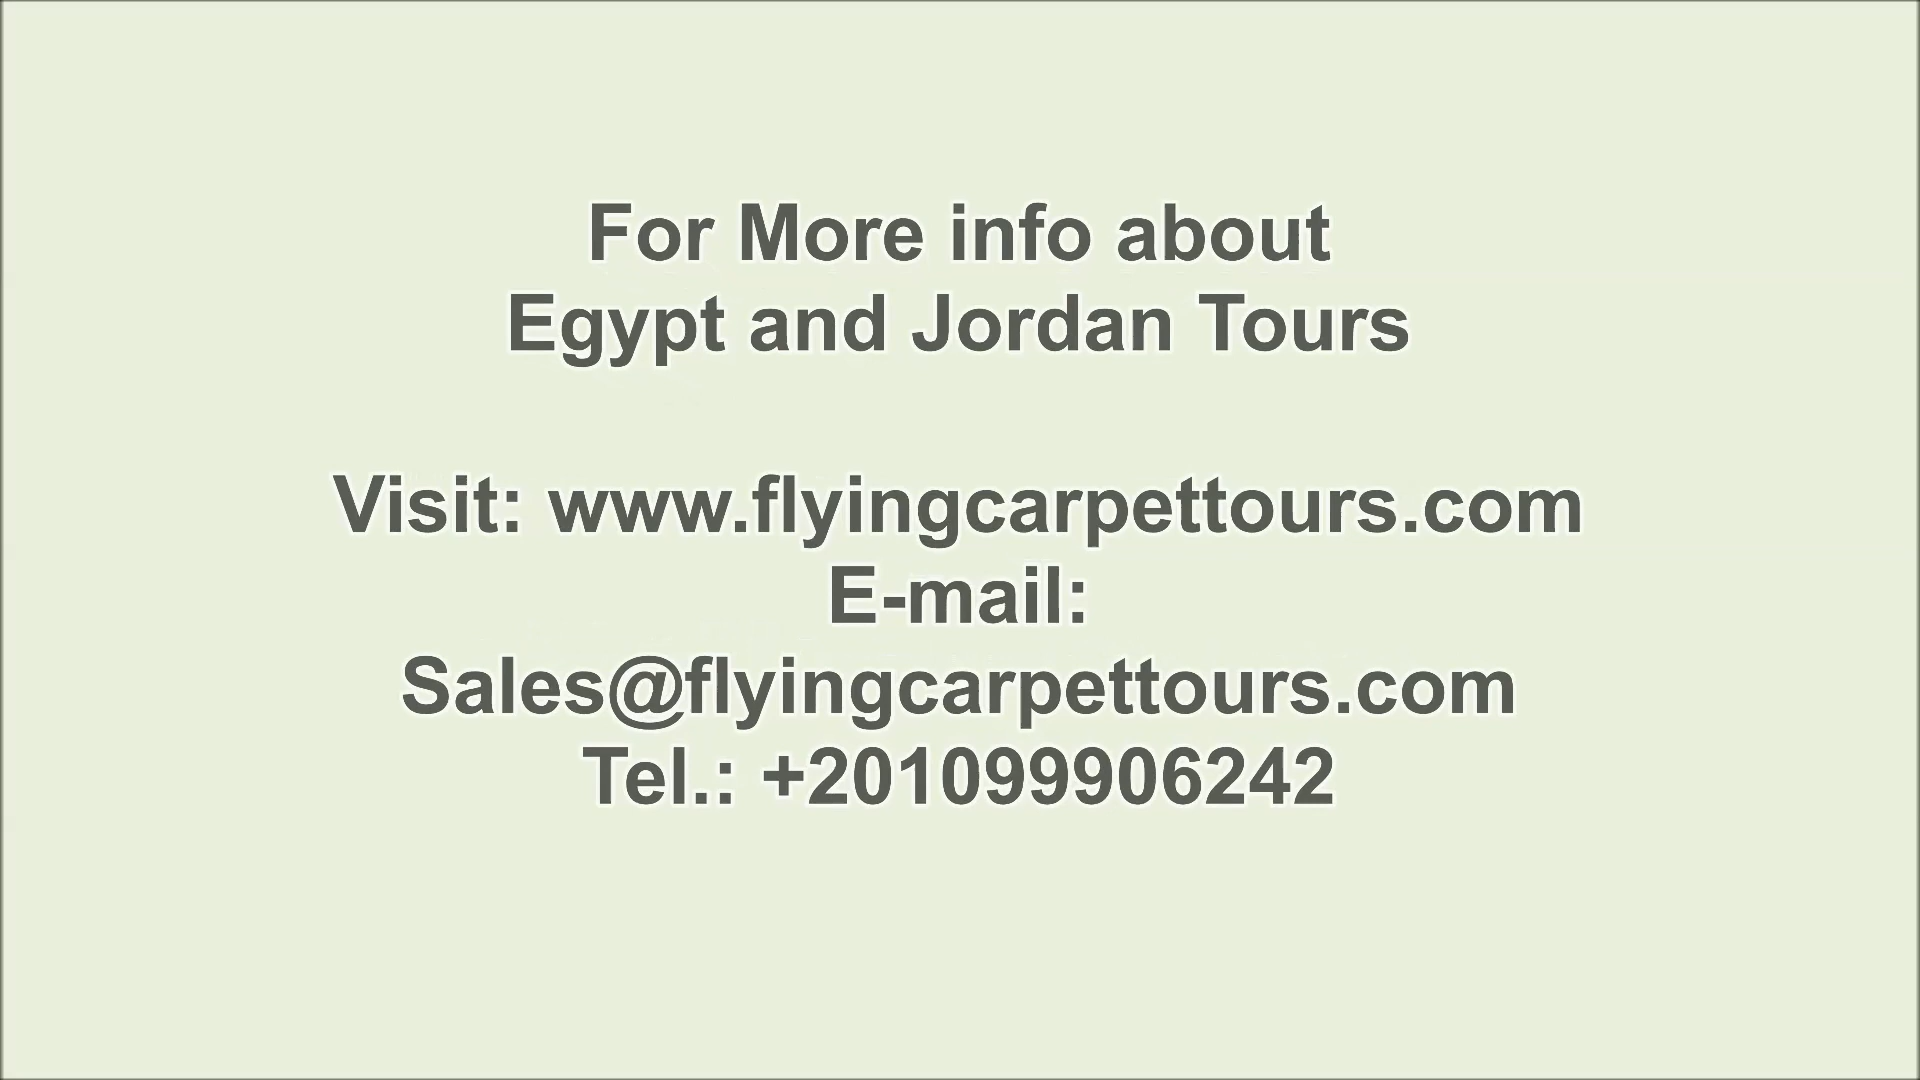 For More info about
Egypt and Jordan Tours
Visit: www.flyingcarpettours.com
E-mail:
Sales@flyingcarpettours.com
Tel.: +201099906242